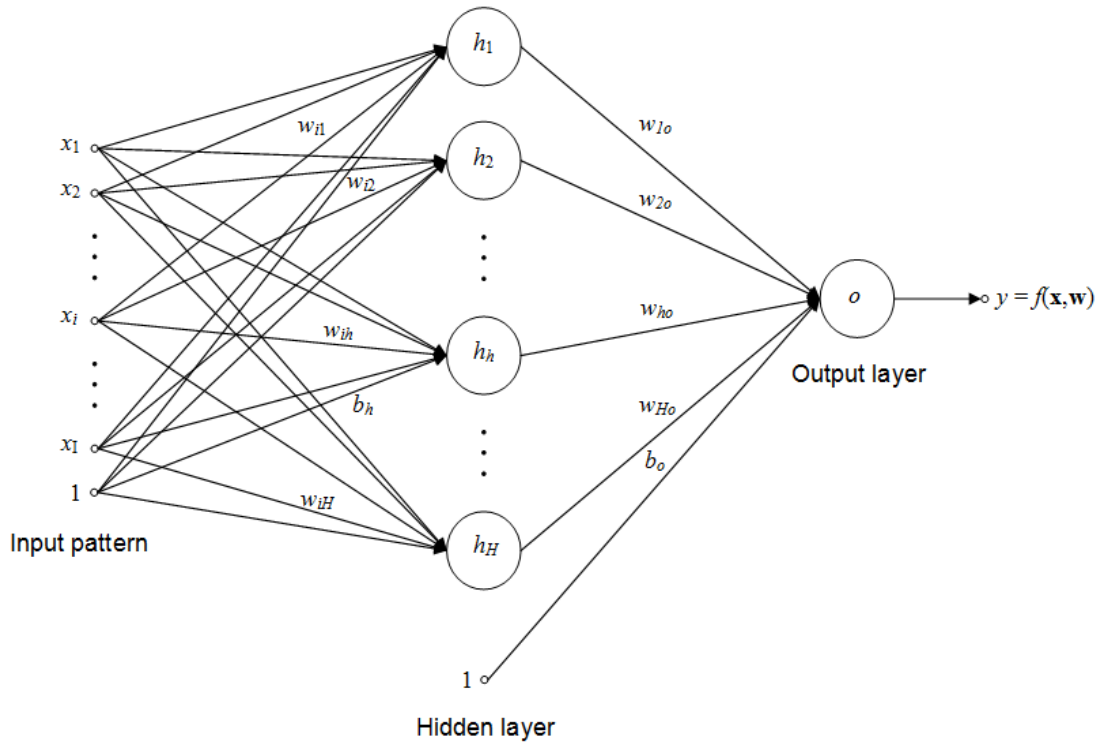 h1
wi1
w1o
x1
h2
wi2
x2
w2o
xi
wih
who
o
y = f(x,w)
hh
Output layer
bh
wHo
xI
bo
1
wiH
Input pattern
hH
1
Hidden layer